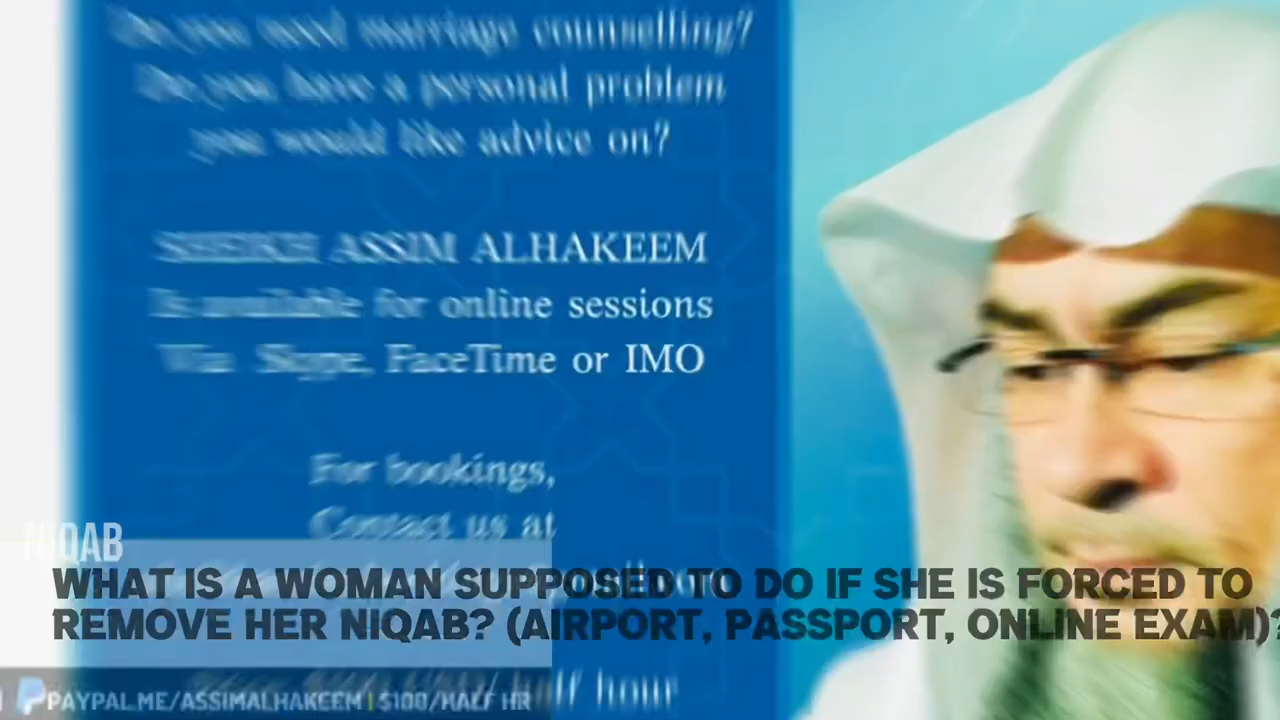 Do you need marriage counselling?
Do you have a personal problem
you would like advice on?
SHEIKH ASSIM ALHAKEEM
Is available for online sessions
Via Skype, FaceTime or IMO
For bookings,
Contact us at
NIQAB
WHAT IS A WOMAN SUPPOSED TO DO IF SHE IS FORCED TO
REMOVE HER NIQAB? (AIRPORT, PASSPORT, ONLINE EXAM)?
half hour
PAYPAL.ME/ASSIMALHAKEEM | $100/HALF HR